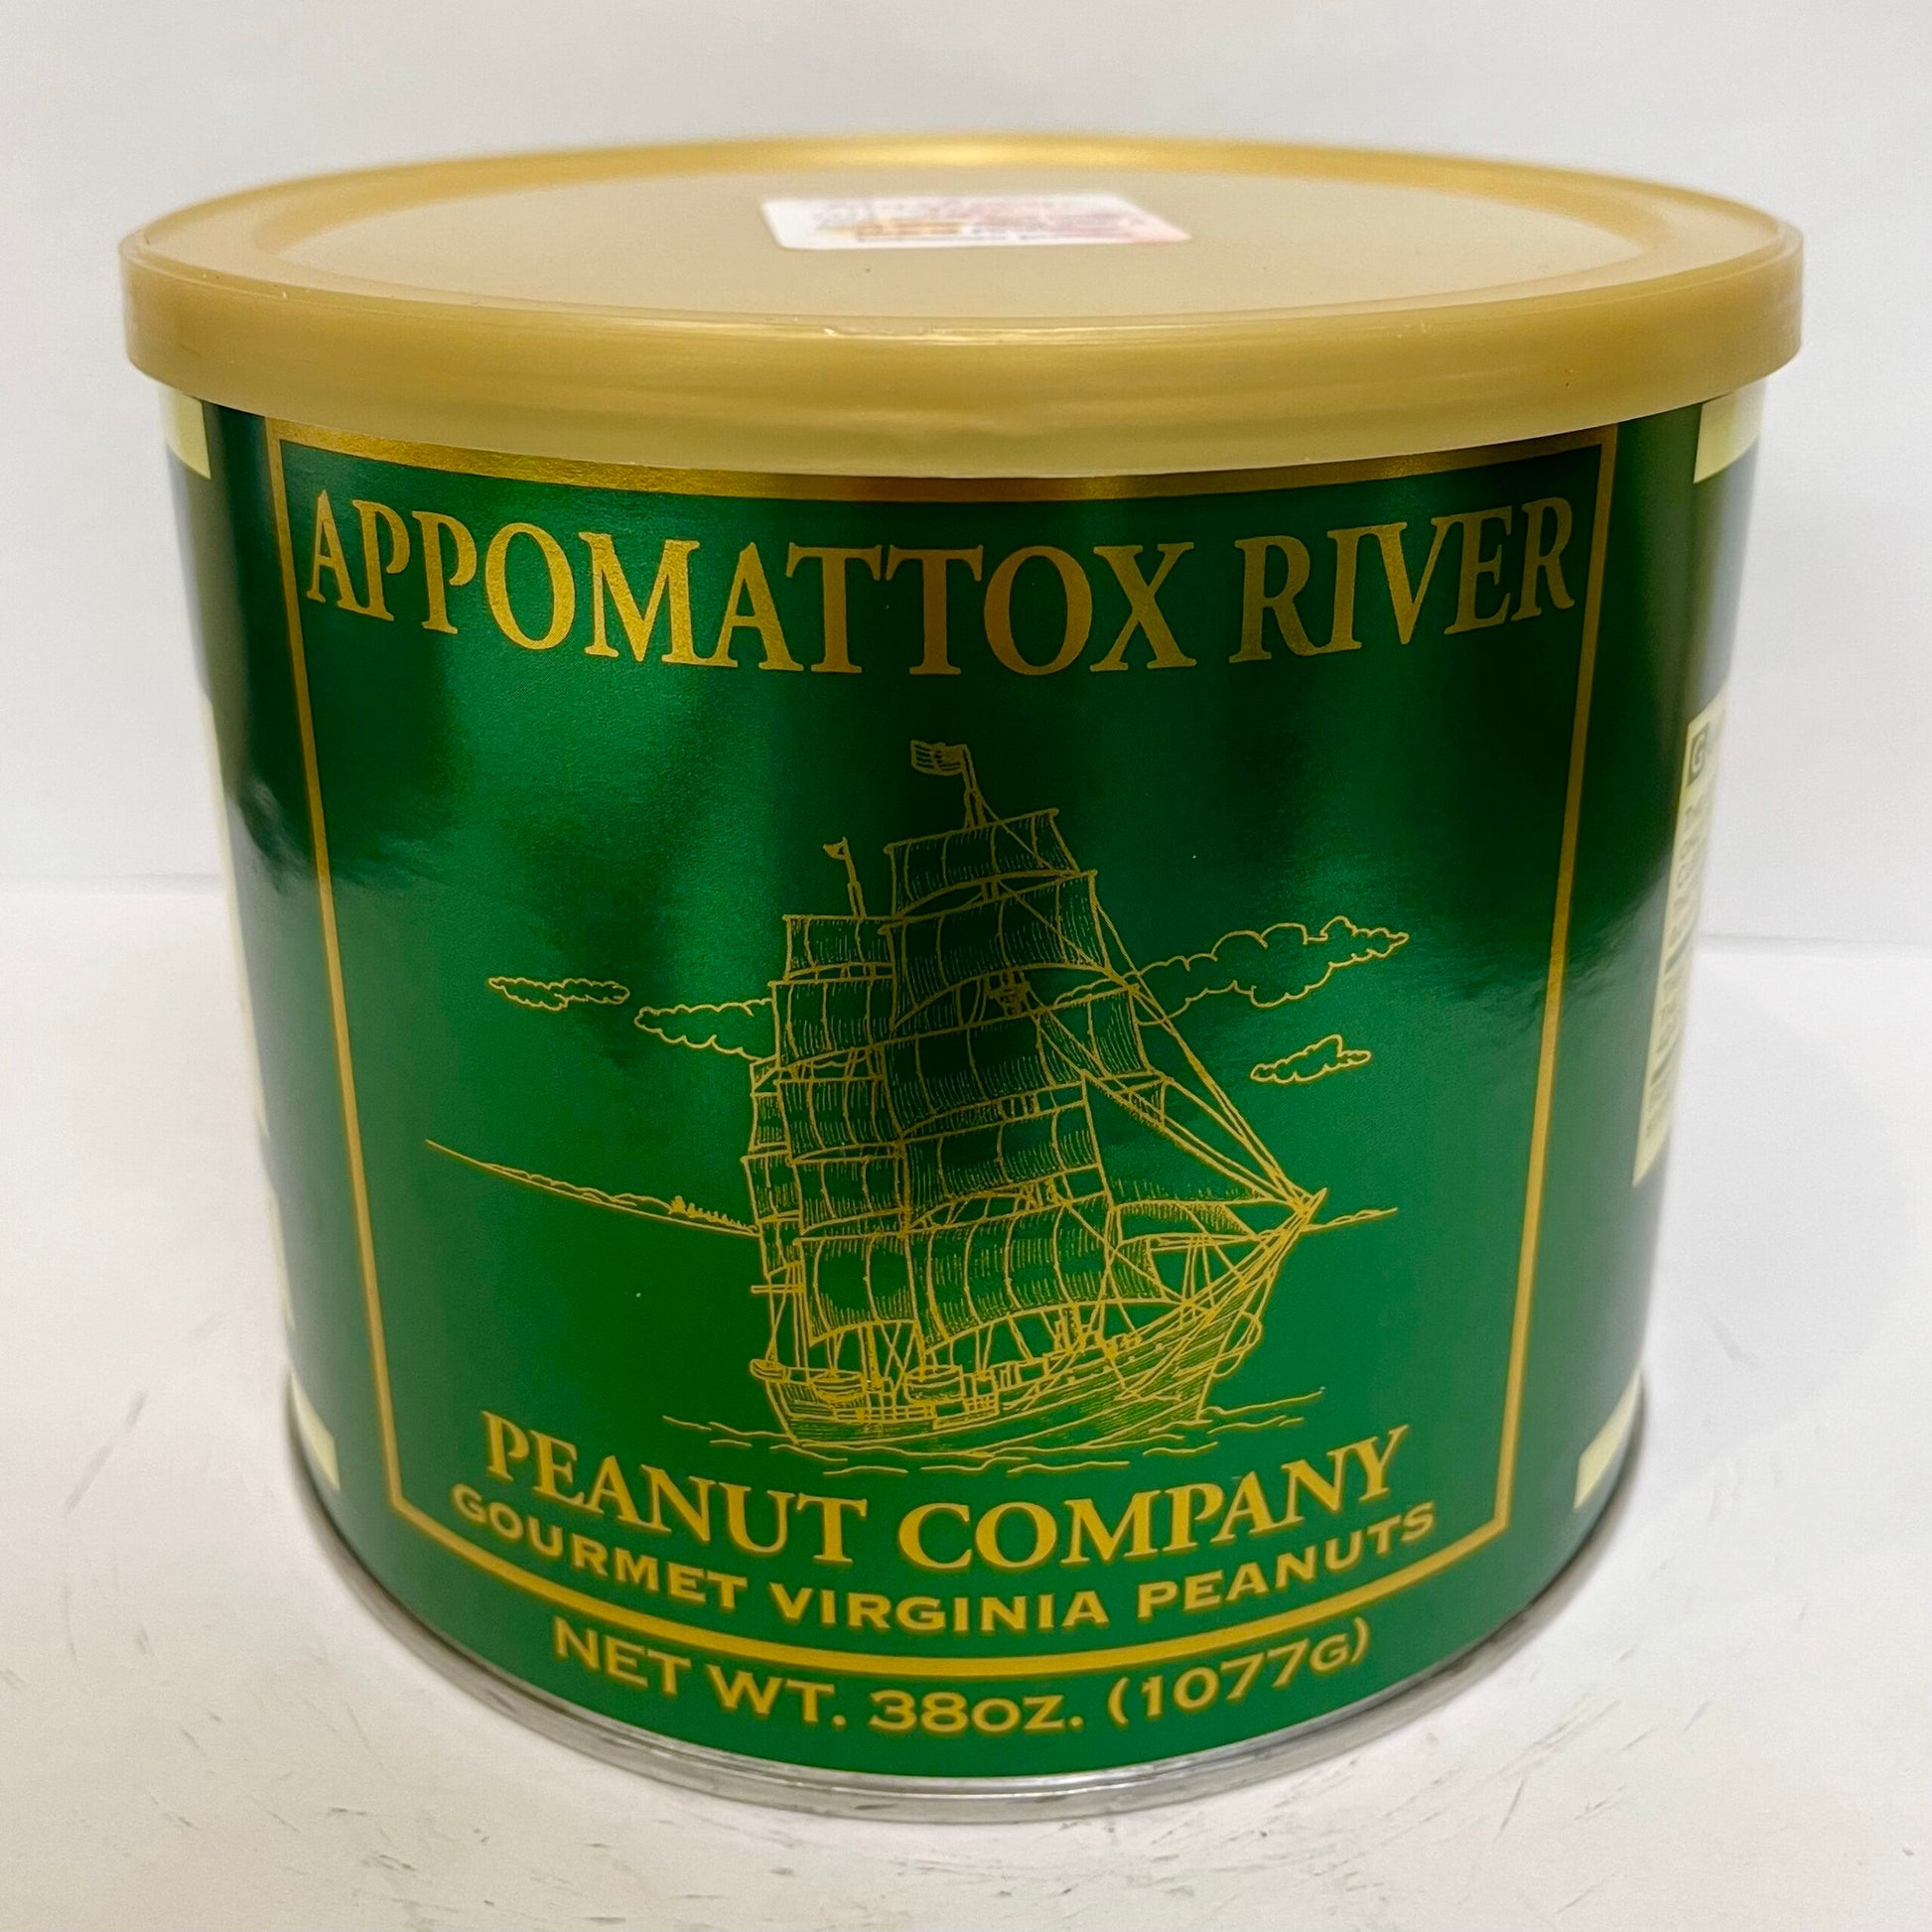 APPOMATTOX RIVER
PEANUT COMPANY
GOURMET VIRGINIA PEANUTS
NET WT. 38OZ. (1077G)